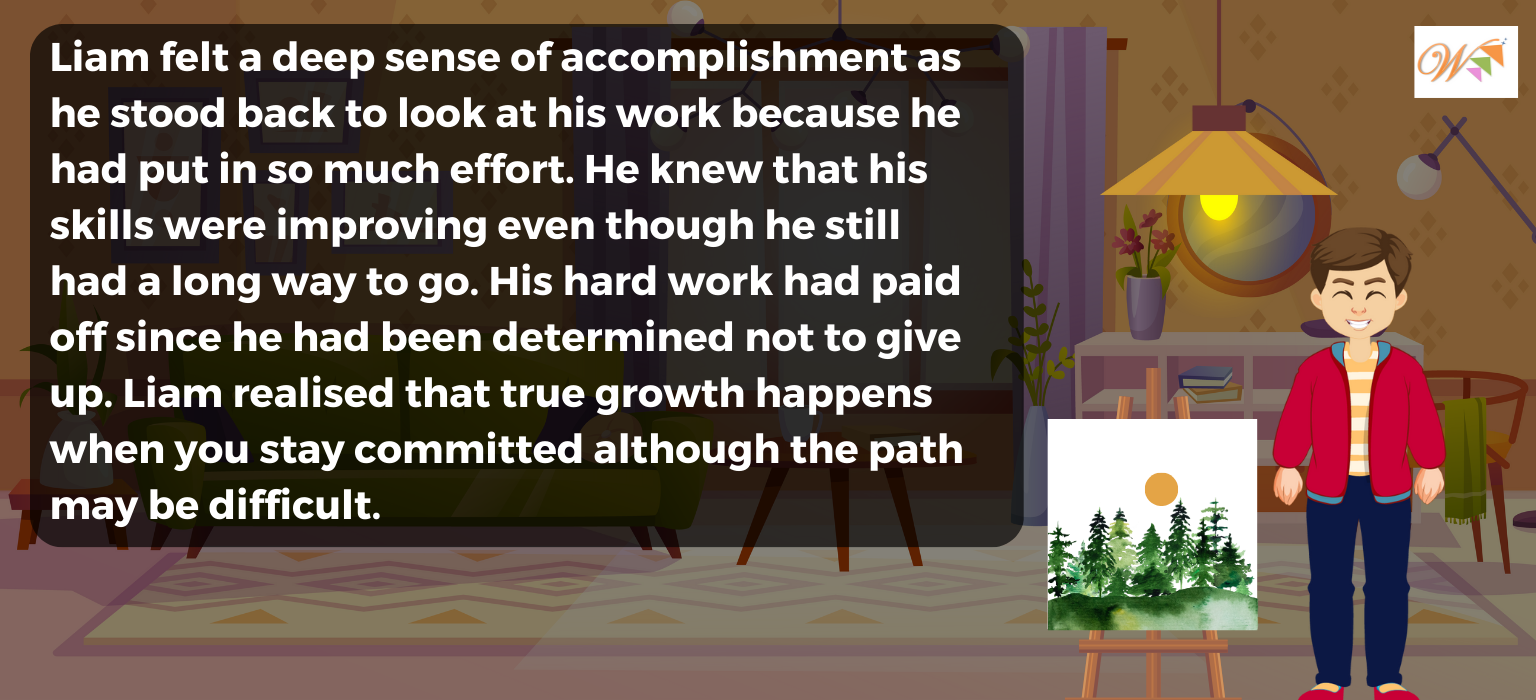 Liam felt a deep sense of accomplishment as
he stood back to look at his work because he
had put in so much effort. He knew that his
skills were improving even though he still
had a long way to go. His hard work had paid
off since he had been determined not to give
up. Liam realised that true growth happens
when you stay committed although the path
may be difficult.
W